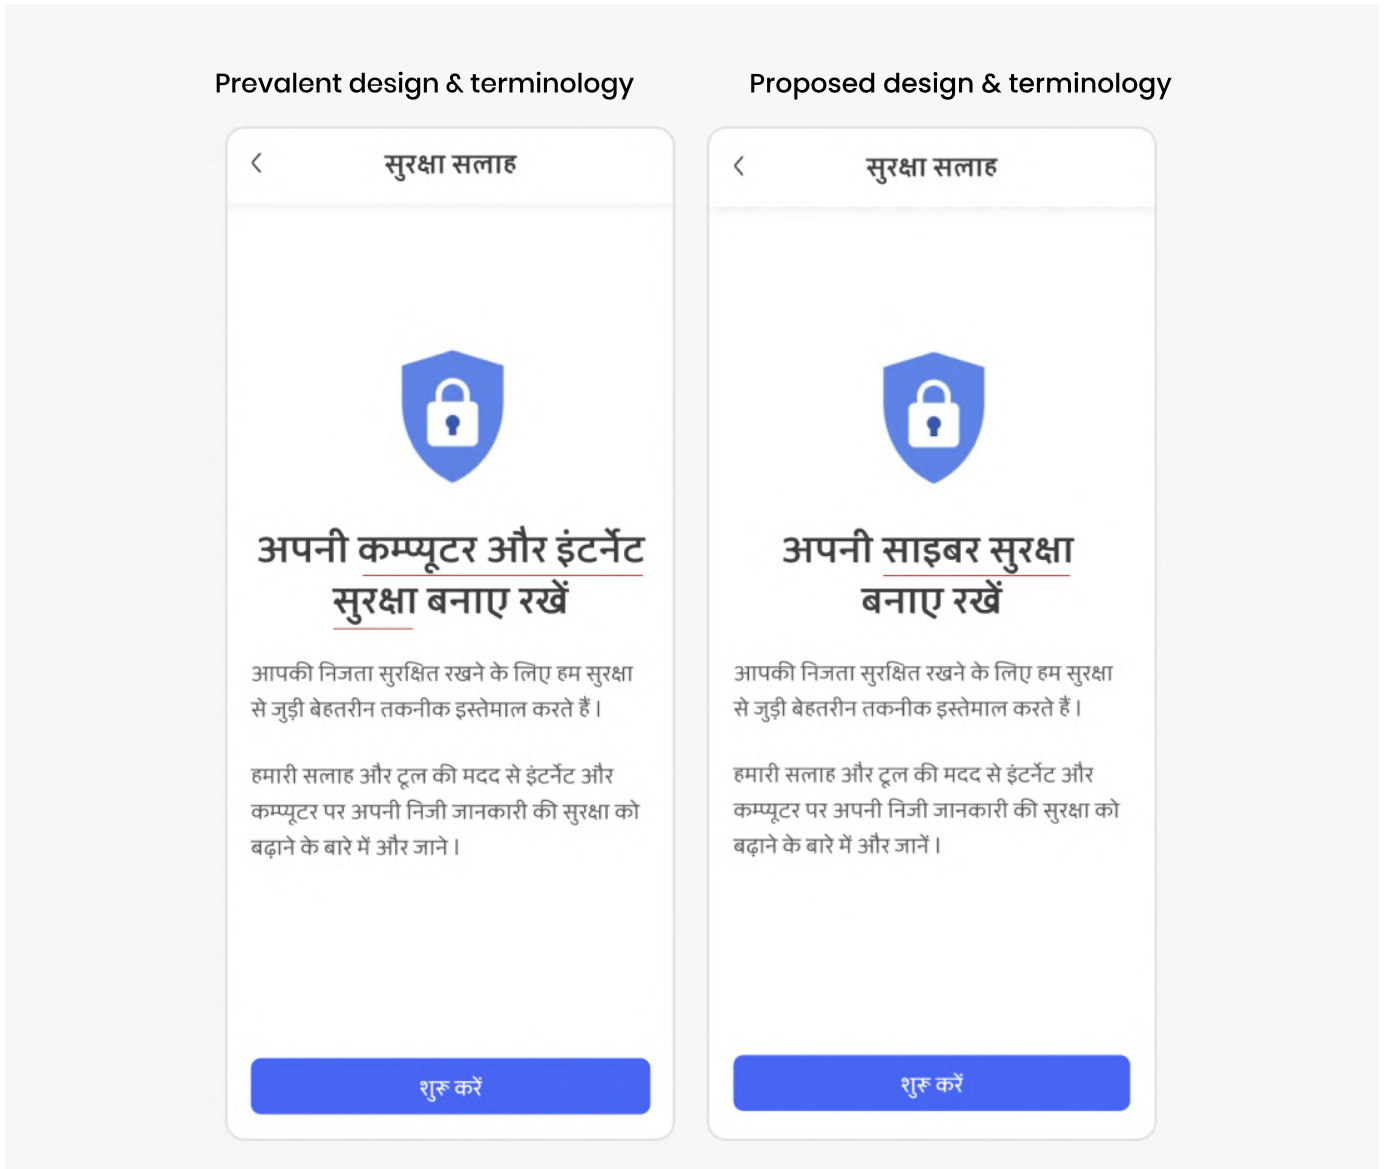 Prevalent design & terminology
सुरक्षा सलाह
अपनी कम्प्यूटर और इंटर्नेट
सुरक्षा बनाए रखें
आपकी निजता सुरक्षित रखने के लिए हम सुरक्षा
से जुड़ी बेहतरीन तकनीक इस्तेमाल करते हैं ।
हमारी सलाह और टूल की मदद से इंटर्नेट और
कम्प्यूटर पर अपनी निजी जानकारी की सुरक्षा को
बढ़ाने के बारे में और जाने ।
शुरू करें
Proposed design & terminology
सुरक्षा सलाह
अपनी साइबर सुरक्षा
बनाए रखें
आपकी निजता सुरक्षित रखने के लिए हम सुरक्षा
से जुड़ी बेहतरीन तकनीक इस्तेमाल करते हैं ।
हमारी सलाह और टूल की मदद से इंटर्नेट और
कम्प्यूटर पर अपनी निजी जानकारी की सुरक्षा को
बढ़ाने के बारे में और जानें ।
शुरू करें